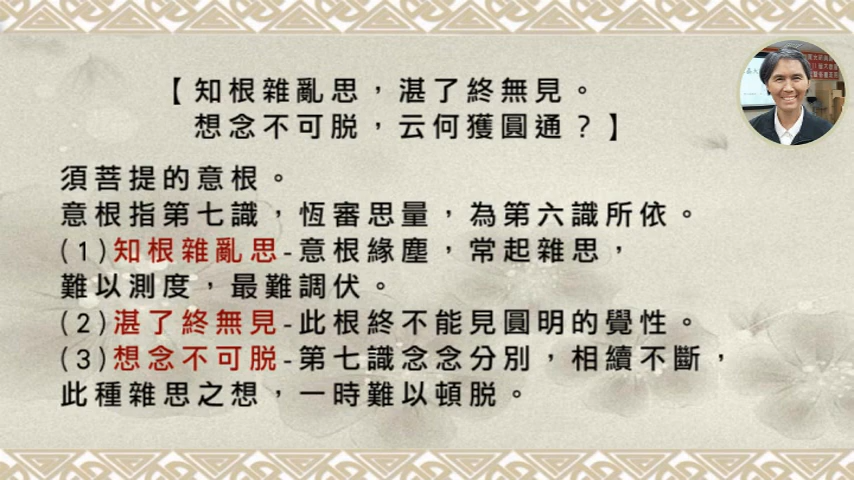 【知根雜亂思，湛了終無見。
想念不可脫，云何獲圓通？】
須菩提的意根。
意根指第七識，恆審思量，為第六識所依。
(1)知根雜亂思-意根緣塵，常起雜思，
難以測度，最難調伏。
(2)湛了終無見-此根終不能見圓明的覺性。
(3)想念不可脫-第七識念念分別，相續不斷，
此種雜思之想，一時難以頓脫。